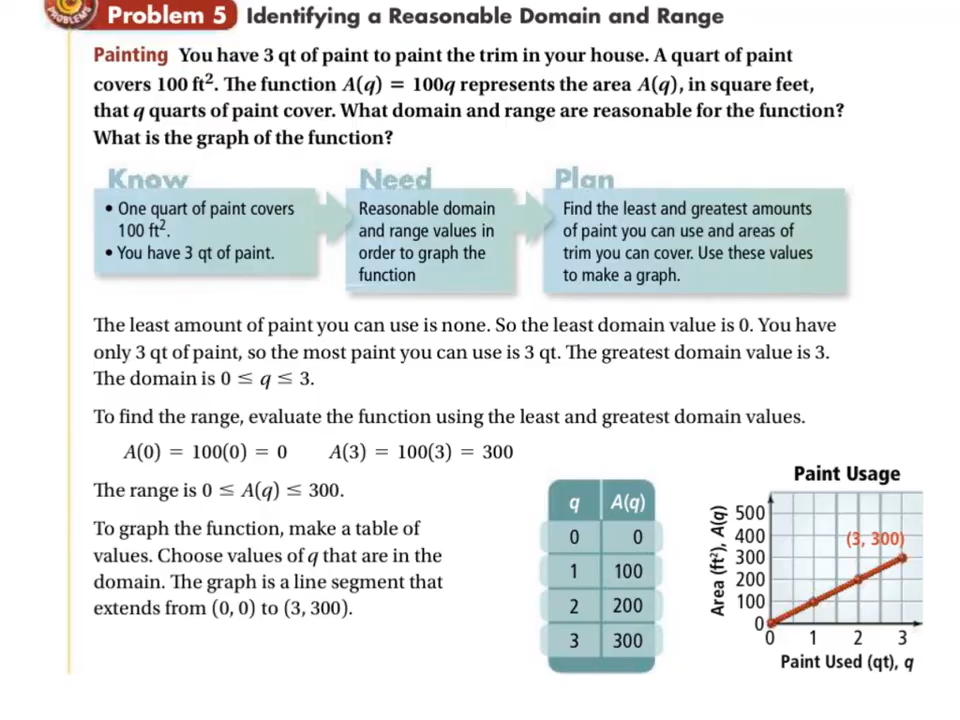 PROBLEMS
Problem 5 Identifying a Reasonable Domain and Range
Painting You have 3 qt of paint to paint the trim in your house. A quart of paint
covers 100 ft². The function A(q) = 100q represents the area A(q), in square feet,
that q quarts of paint cover. What domain and range are reasonable for the function?
What is the graph of the function?
Know
• One quart of paint covers
100 ft².
• You have 3 qt of paint.
Need
Reasonable domain
and range values in
order to graph the
function
Plan
Find the least and greatest amounts
of paint you can use and areas of
trim you can cover. Use these values
to make a graph.
The least amount of paint you can use is none. So the least domain value is 0. You have
only 3 qt of paint, so the most paint you can use is 3 qt. The greatest domain value is 3.
The domain is 0 ≤ q ≤ 3.
To find the range, evaluate the function using the least and greatest domain values.
A(0) = 100(0) = 0 A(3) = 100(3) = 300
The range is 0 ≤ A(q) ≤ 300.
To graph the function, make a table of
values. Choose values of q that are in the
domain. The graph is a line segment that
extends from (0, 0) to (3, 300).
q A(q)
0 0
1 100
2 200
3 300
Paint Usage
Area (ft²), A(q)
500
400
300
200
100
0
(3, 300)
0 1 2 3
Paint Used (qt), q